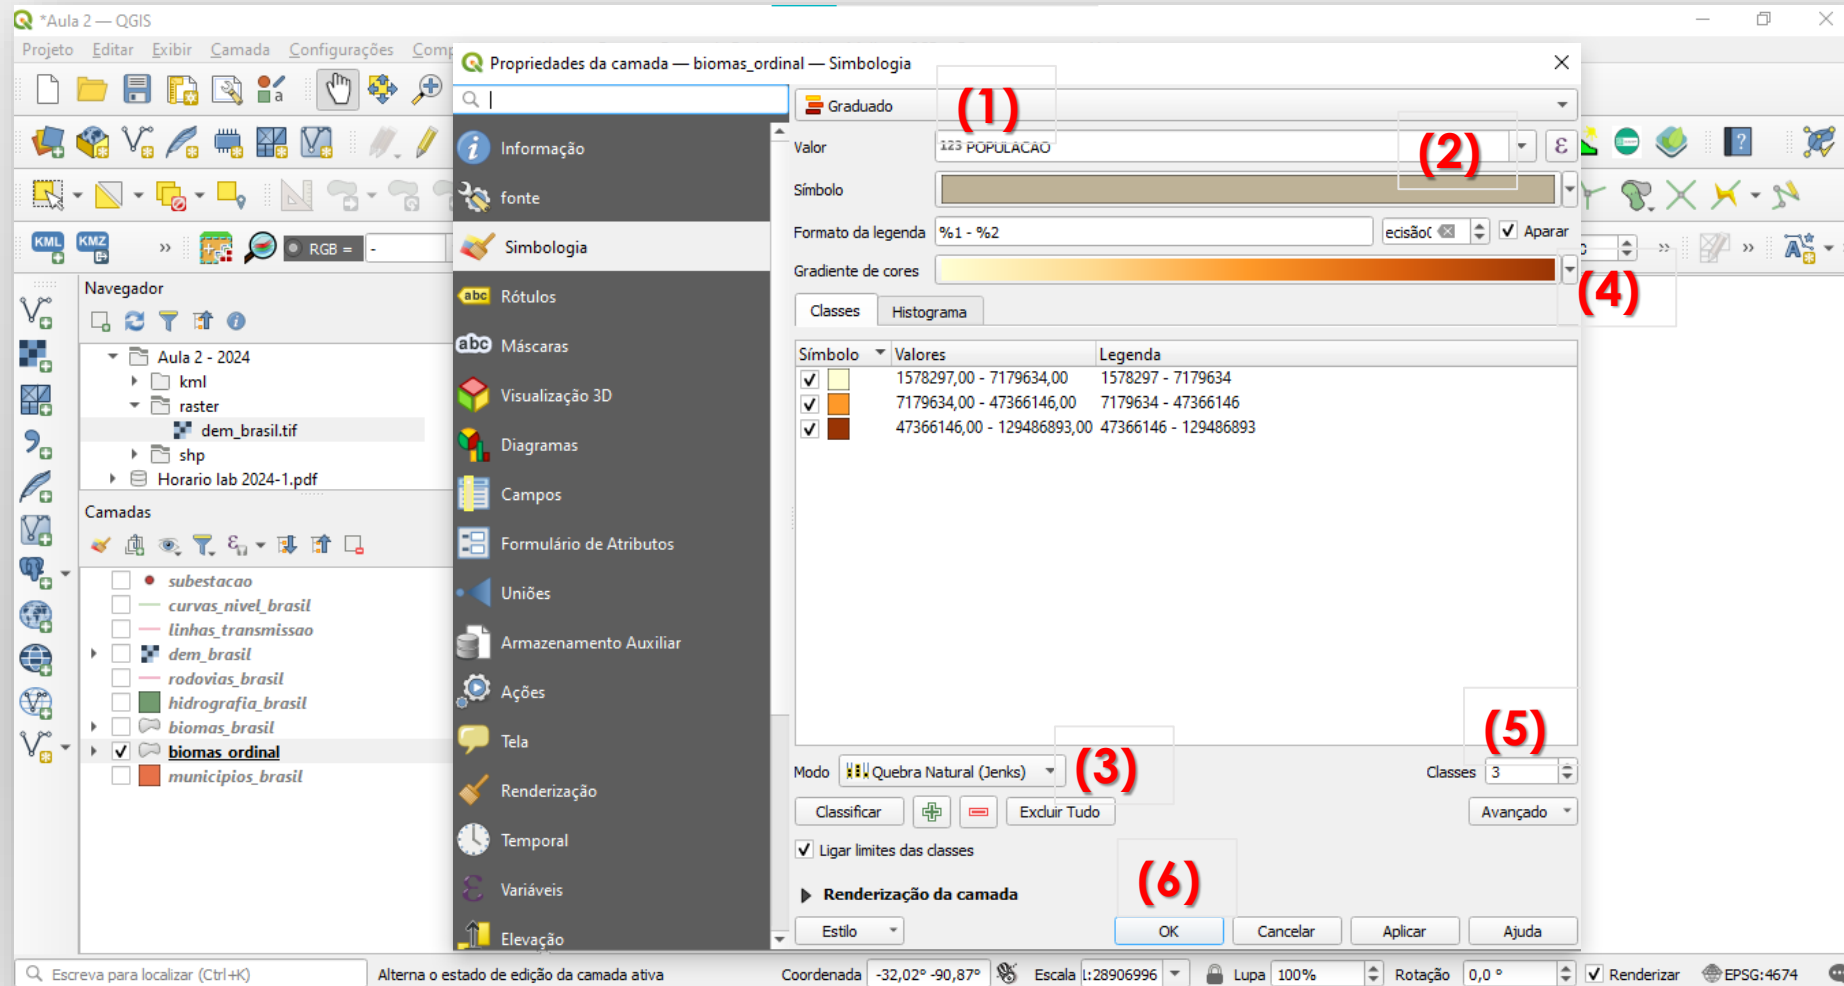 *Aula 2 — QGIS
Projeto Editar Exibir Camada Configurações Comp
Propriedades da camada — biomas_ordinal — Simbologia
Graduado
(1)
Informação
Valor
123 POPULACAO
(2)
ε
fonte
Símbolo
Simbologia
Formato da legenda %1 - %2
ecisão( Aparar
KML KMZ » RGB = -
» »
Gradiente de cores
(4)
Navegador
Rótulos
Classes Histograma
Máscaras
Símbolo Valores Legenda
1578297,00 - 7179634,00 1578297 - 7179634
7179634,00 - 47366146,00 7179634 - 47366146
47366146,00 - 129486893,00 47366146 - 129486893
Aula 2 - 2024
kml
raster
dem_brasil.tif
shp
Horario lab 2024-1.pdf
Visualização 3D
Diagramas
Campos
Formulário de Atributos
Uniões
Armazenamento Auxiliar
Ações
Tela
Renderização
Temporal
Variáveis
Elevação
Camadas
subestacao
curvas_nivel_brasil
linhas_transmissao
dem_brasil
rodovias_brasil
hidrografia_brasil
biomas_brasil
biomas_ordinal
municipios_brasil
Modo Quebra Natural (Jenks)
(3)
(5)
Classes 3
Classificar Excluir Tudo Avançado
Ligar limites das classes
(6)
Renderização da camada
Estilo OK Cancelar Aplicar Ajuda
Escreva para localizar (Ctrl+K) Alterna o estado de edição da camada ativa Coordenada -32,02° -90,87° Escala 1:28906996 Lupa 100% Rotação 0,0 ° Renderizar EPSG:4674